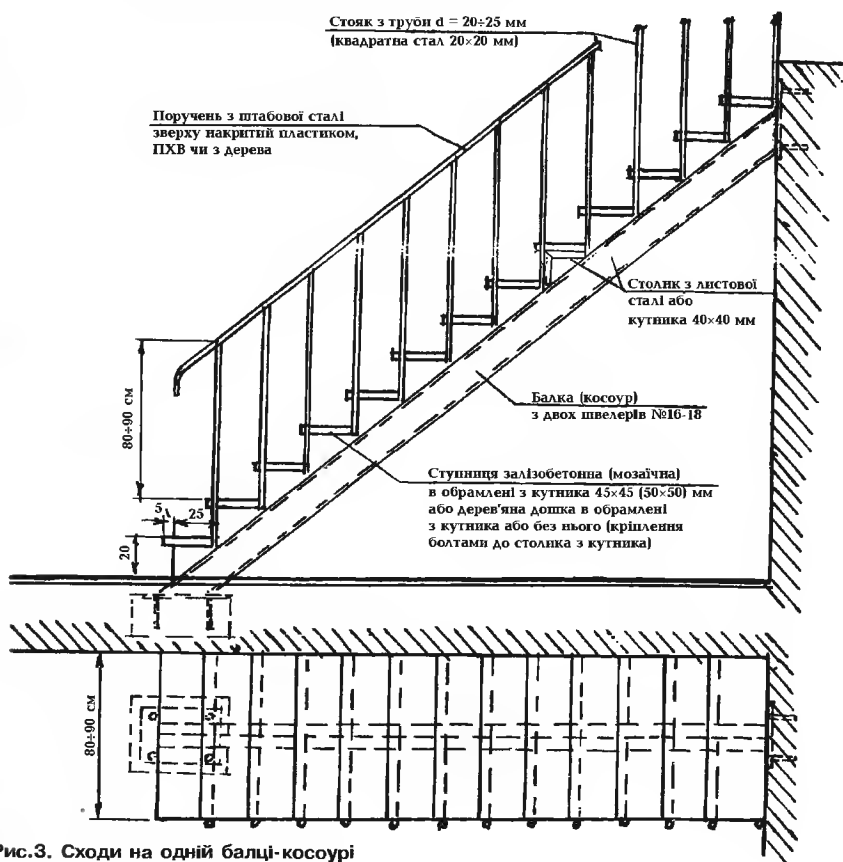 Стояк з труби d = 20÷25 мм
(квадратна стал 20×20 мм)
Поручень з штабової сталі
зверху накритий пластиком,
ПХВ чи з дерева
Столик з листової
сталі або
кутника 40×40 мм
Балка (косоур)
з двох швелерів №16-18
80÷90 см
Ступниця залізобетонна (мозаїчна)
в обрамлені з кутника 45×45 (50×50) мм
або дерев'яна дошка в обрамлені
з кутника або без нього (кріплення
болтами до столика з кутника)
5
25
20
80÷90 см
Рис.3. Сходи на одній балці-косоурі